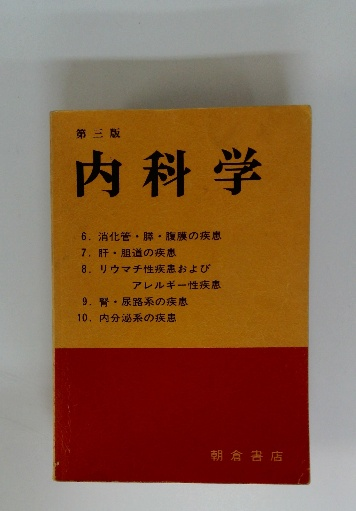 第三版
内科学
6. 消化管・膵・腹膜の疾患
7. 肝・胆道の疾患
8. リウマチ性疾患および
アレルギー性疾患
9. 腎・尿路系の疾患
10. 内分泌系の疾患
朝倉書店